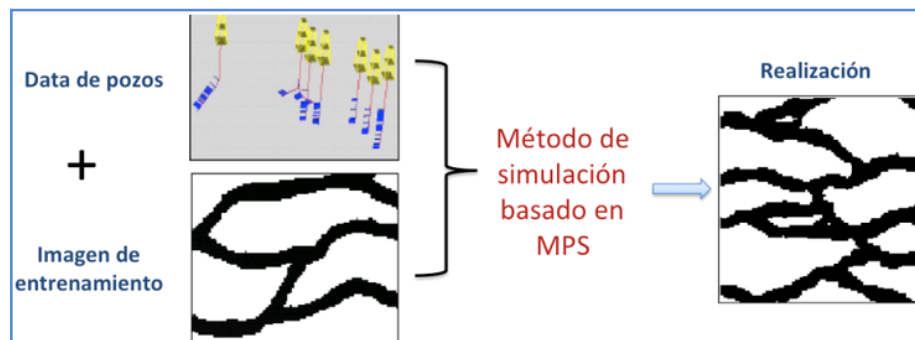 Data de pozos
+
Imagen de
entrenamiento
Método de
simulación
basado en
MPS
Realización